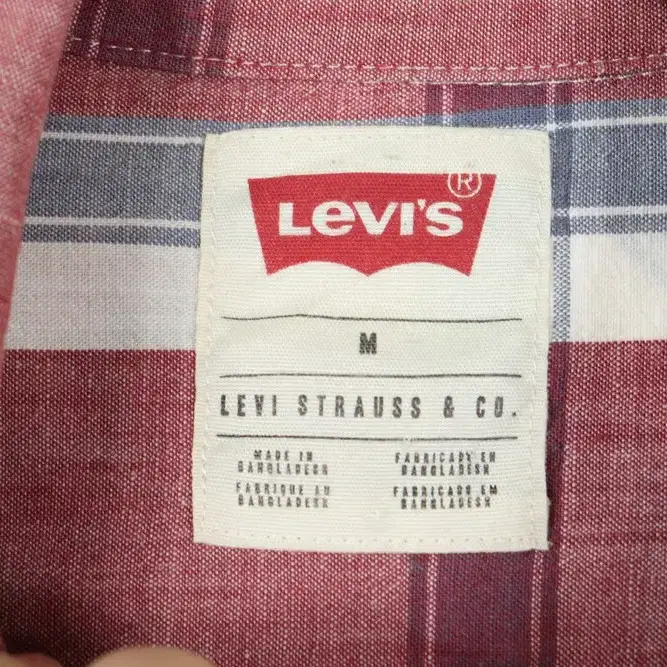 LEVI'S®
M
LEVI STRAUSS & CO.
MADE IN
BANGLADESH
FABRICADO EN
BANGLADESH
FABRIQUE AU
BANGLADESH
FABRICADO EM
BANGLADESH